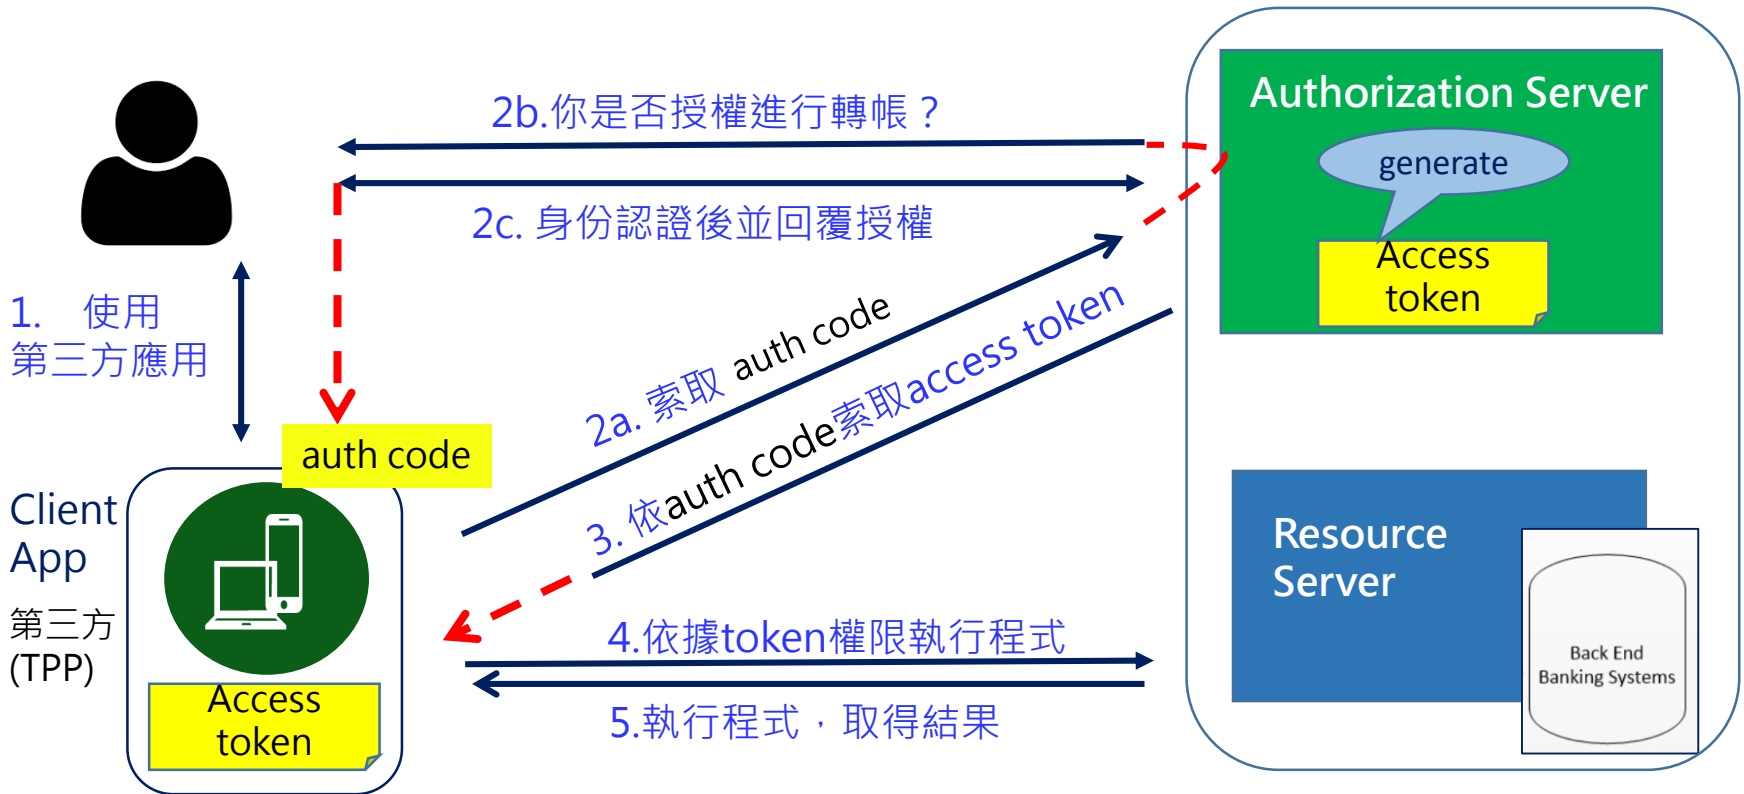 Authorization Server
generate
Access
token
2b.你是否授權進行轉帳？
2c. 身份認證後並回覆授權
1. 使用
第三方應用
2a. 索取 auth code
3. 依auth code索取access token
auth code
Client
App
第三方
(TPP)
Access
token
4.依據token權限執行程式
5.執行程式，取得結果
Resource
Server
Back End
Banking Systems